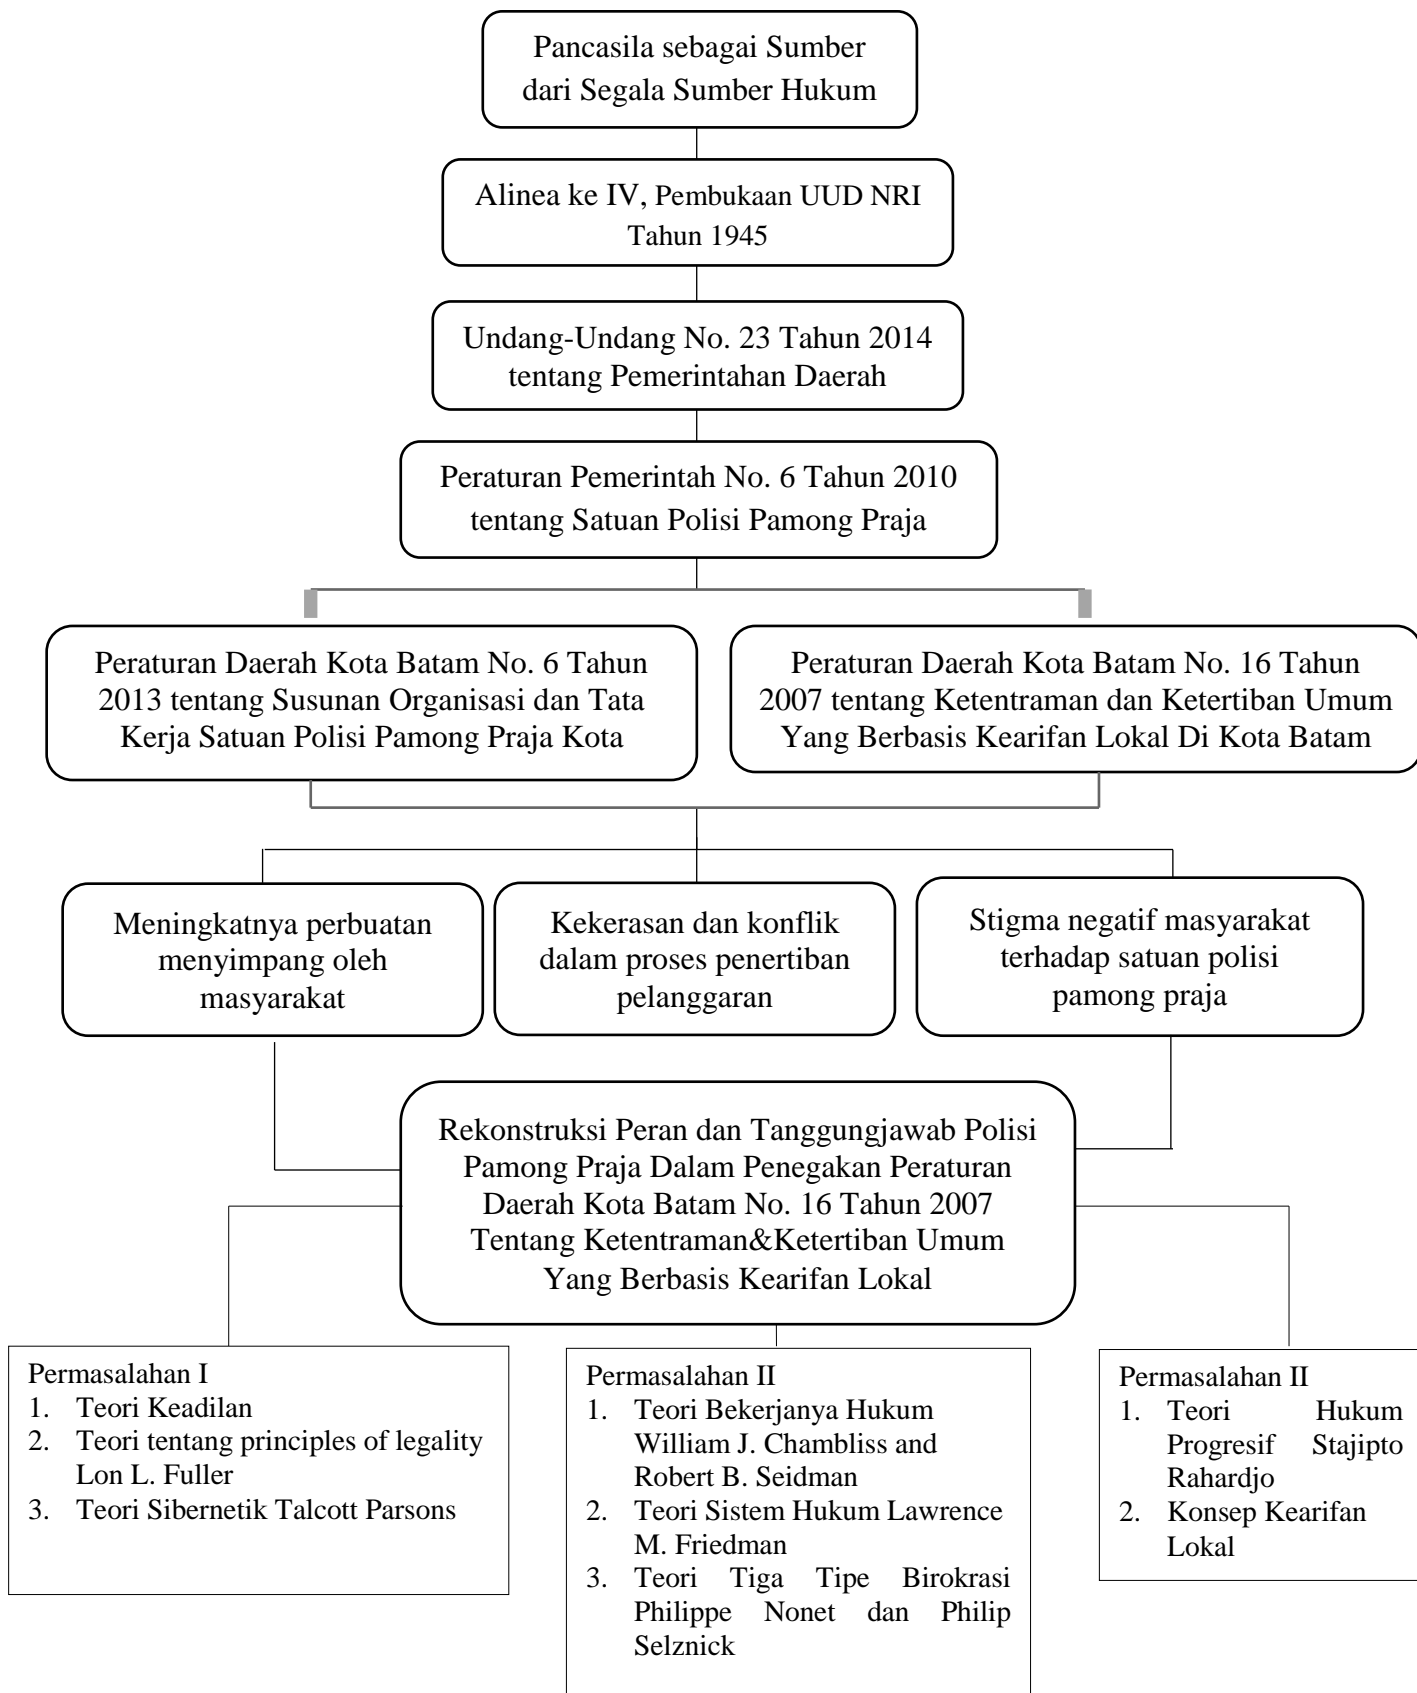 Pancasila sebagai Sumber
dari Segala Sumber Hukum
Alinea ke IV, Pembukaan UUD NRI
Tahun 1945
Undang-Undang No. 23 Tahun 2014
tentang Pemerintahan Daerah
Peraturan Pemerintah No. 6 Tahun 2010
tentang Satuan Polisi Pamong Praja
Peraturan Daerah Kota Batam No. 6 Tahun
2013 tentang Susunan Organisasi dan Tata
Kerja Satuan Polisi Pamong Praja Kota
Peraturan Daerah Kota Batam No. 16 Tahun
2007 tentang Ketentraman dan Ketertiban Umum
Yang Berbasis Kearifan Lokal Di Kota Batam
Meningkatnya perbuatan
menyimpang oleh
masyarakat
Kekerasan dan konflik
dalam proses penertiban
pelanggaran
Stigma negatif masyarakat
terhadap satuan polisi
pamong praja
Rekonstruksi Peran dan Tanggungjawab Polisi
Pamong Praja Dalam Penegakan Peraturan
Daerah Kota Batam No. 16 Tahun 2007
Tentang Ketentraman&Ketertiban Umum
Yang Berbasis Kearifan Lokal
Permasalahan I
1. Teori Keadilan
2. Teori tentang principles of legality
Lon L. Fuller
3. Teori Sibernetik Talcott Parsons
Permasalahan II
1. Teori Bekerjanya Hukum
William J. Chambliss and
Robert B. Seidman
2. Teori Sistem Hukum Lawrence
M. Friedman
3. Teori Tiga Tipe Birokrasi
Philippe Nonet dan Philip
Selznick
Permasalahan II
1. Teori Hukum
Progresif Stajipto
Rahardjo
2. Konsep Kearifan
Lokal